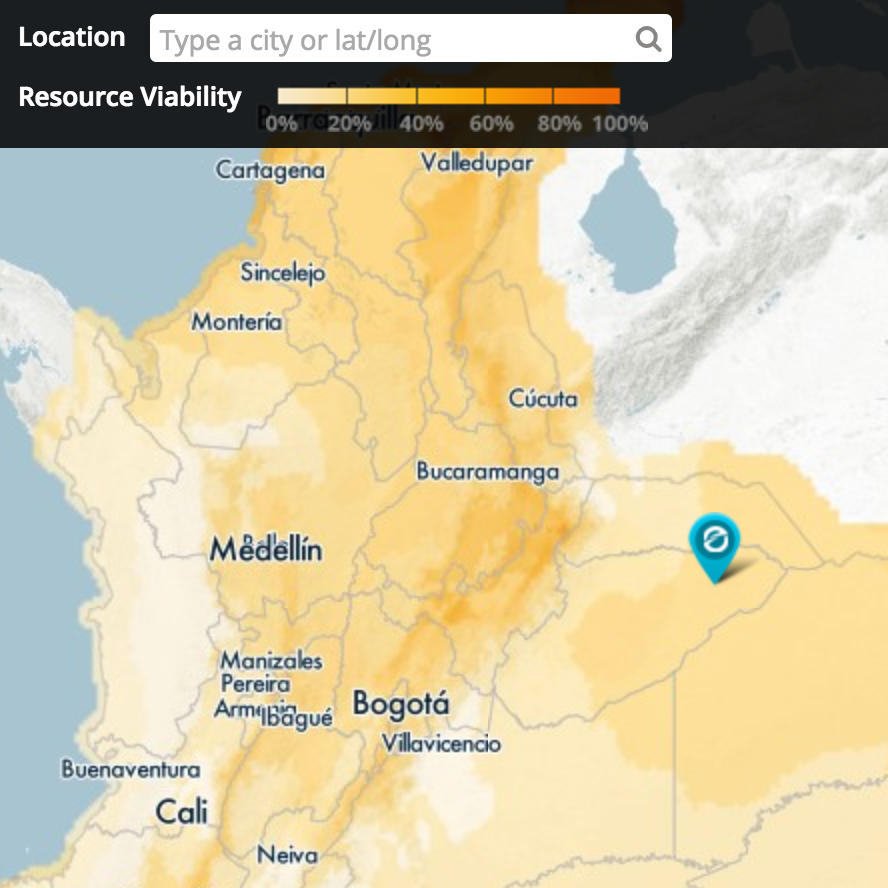 Location
Type a city or lat/long
Resource Viability
0% 20% 40% 60% 80% 100%
Cartagena
Valledupar
Sincelejo
Montería
Cúcuta
Bucaramanga
Medellín
Manizales
Pereira
Armenia
Ibagué
Bogotá
Villavicencio
Buenaventura
Cali
Neiva